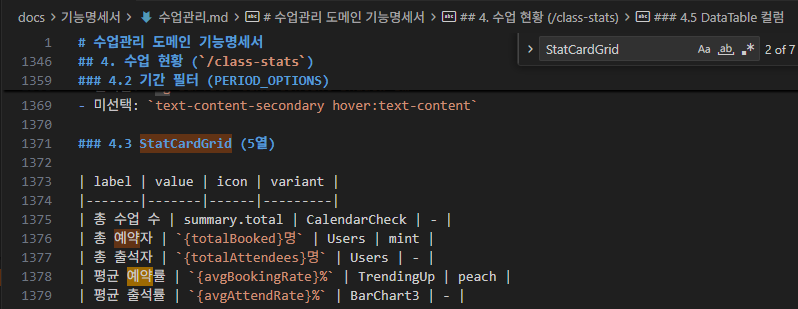 docs > 기능명세서 > 수업관리.md > # 수업관리 도메인 기능명세서 > ## 4. 수업 현황 (/class-stats) > ### 4.5 DataTable 컬럼
1 # 수업관리 도메인 기능명세서
1346 ## 4. 수업 현황 (`/class-stats`)
1359 ### 4.2 기간 필터 (PERIOD_OPTIONS)
StatCardGrid Aa ab .* 2 of 7
1369 - 미선택: `text-content-secondary hover:text-content`
1370
1371 ### 4.3 StatCardGrid (5열)
1372
1373 | label | value | icon | variant |
1374 |-------|-------|------|---------|
1375 | 총 수업 수 | summary.total | CalendarCheck | - |
1376 | 총 예약자 | `{totalBooked}명` | Users | mint |
1377 | 총 출석자 | `{totalAttendees}명` | Users | - |
1378 | 평균 예약률 | `{avgBookingRate}%` | TrendingUp | peach |
1379 | 평균 출석률 | `{avgAttendRate}%` | BarChart3 | - |